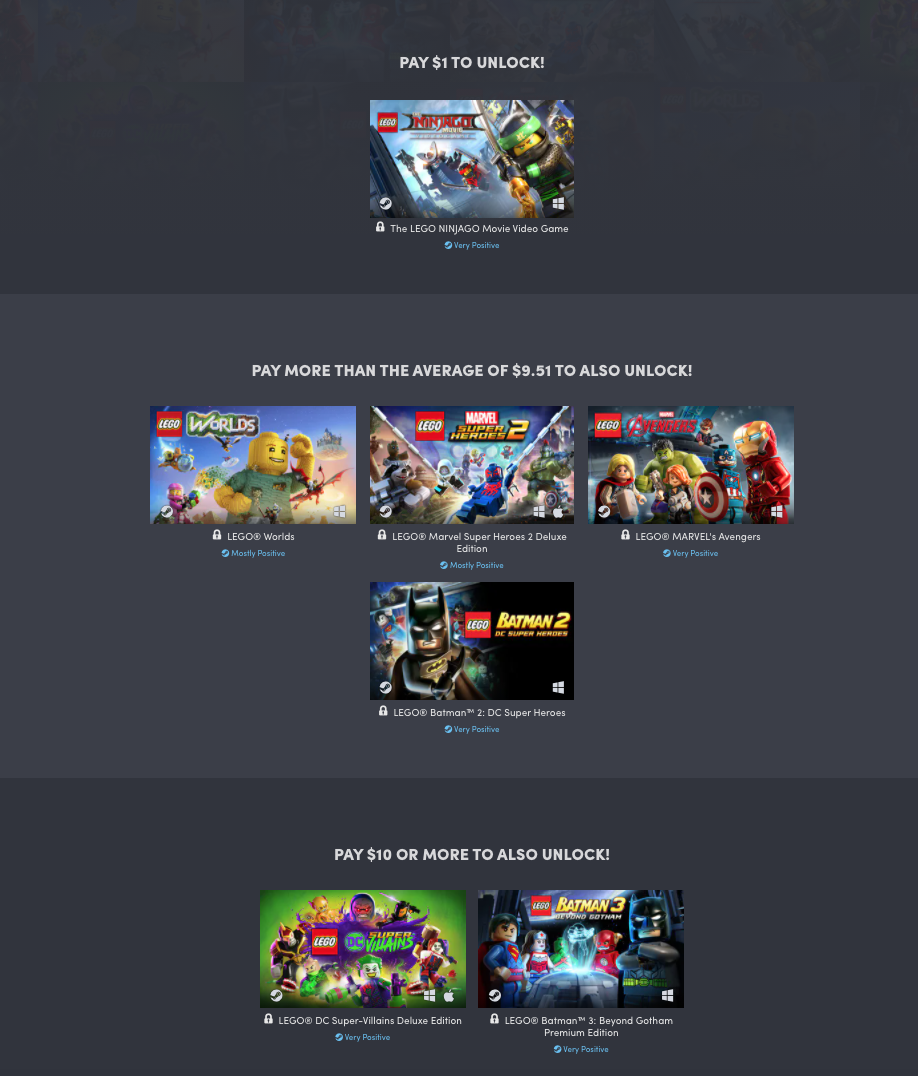 PAY $1 TO UNLOCK!
LEGO NINJAGO
MOVIE
The LEGO NINJAGO Movie Video Game
Very Positive
PAY MORE THAN THE AVERAGE OF $9.51 TO ALSO UNLOCK!
LEGO WORLDS
LEGO MARVEL SUPER HEROES 2
LEGO MARVEL AVENGERS
LEGO® Worlds
Mostly Positive
LEGO® Marvel Super Heroes 2 Deluxe
Edition
Mostly Positive
LEGO® MARVEL's Avengers
Very Positive
LEGO BATMAN 2
DC SUPER HEROES
LEGO® Batman™ 2: DC Super Heroes
Very Positive
PAY $10 OR MORE TO ALSO UNLOCK!
LEGO DC SUPER-VILLAINS
LEGO BATMAN 3
BEYOND GOTHAM
LEGO® DC Super-Villains Deluxe Edition
Very Positive
LEGO® Batman™ 3: Beyond Gotham
Premium Edition
Very Positive